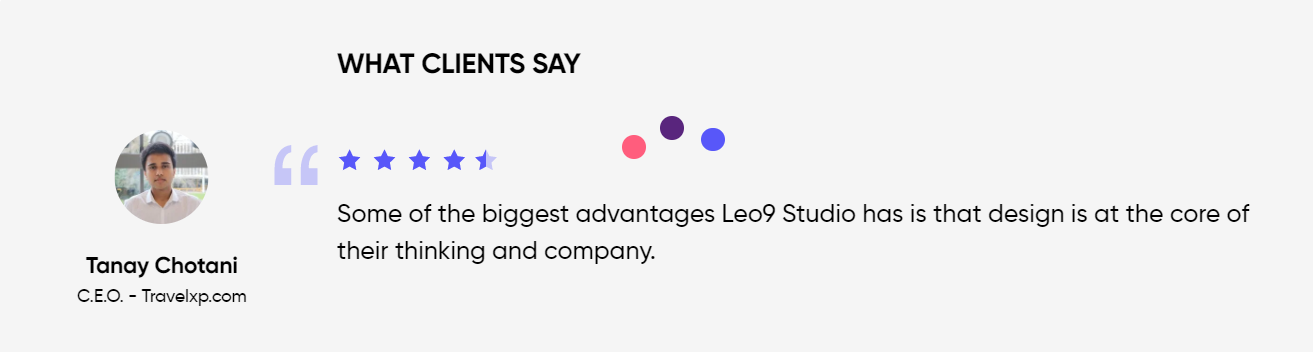 WHAT CLIENTS SAY
Some of the biggest advantages Leo9 Studio has is that design is at the core of
their thinking and company.
Tanay Chotani
C.E.O. - Travelxp.com